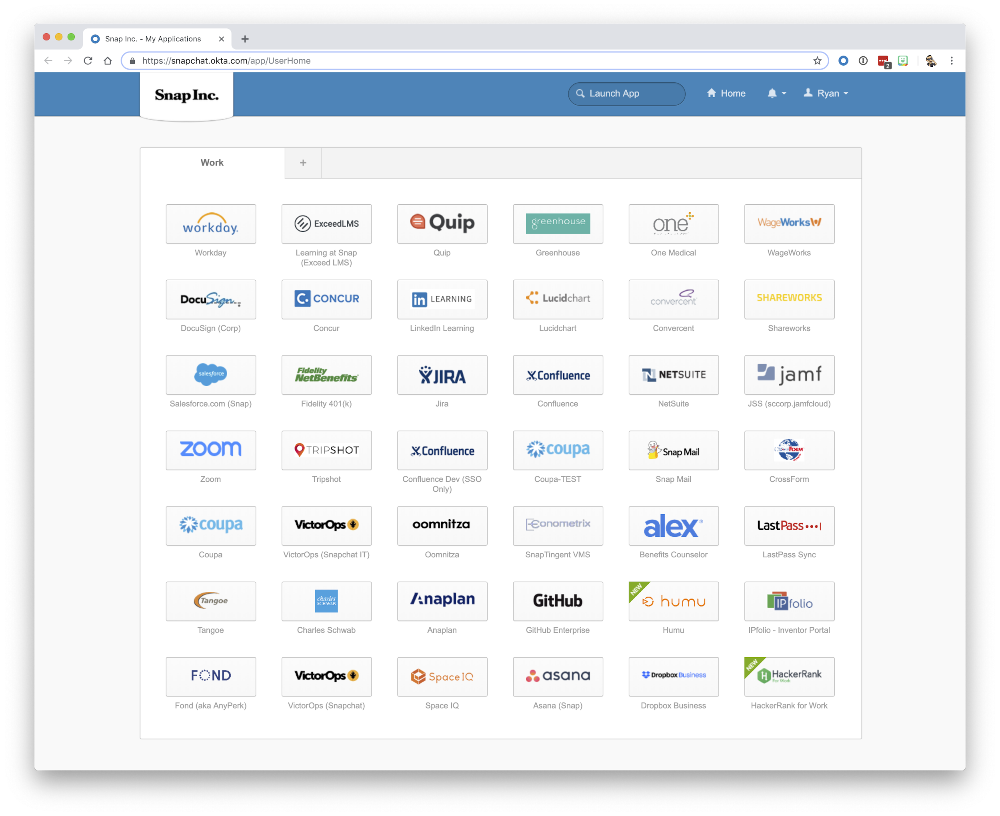 Snap Inc. - My Applications
https://snapchat.okta.com/app/UserHome
2
Snap Inc.
Launch App
Home
Ryan
Work
workday.
ExceedLMS
Quip
greenhouse
one
WageWorks
Workday
Learning at Snap
(Exceed LMS)
Quip
Greenhouse
One Medical
WageWorks
DocuSign
C. CONCUR
in LEARNING
Lucidchart
convercent
SHAREWORKS
DocuSign (Corp)
Concur
LinkedIn Learning
Lucidchart
Convercent
Shareworks
salesforce
Fidelity
NetBenefits
JIRA
Confluence
N NETSUITE
jamf
Salesforce.com (Snap)
Fidelity 401(k)
Jira
Confluence
NetSuite
JSS (sccorp.jamfcloud)
zoom
TRIPSHOT
Confluence
coupa
Snap Mail
CROSSFORM
Zoom
Tripshot
Confluence Dev (SSO
Only)
Coupa-TEST
Snap Mail
CrossForm
coupa
VictorOps
oomnitza
Econometrix
alex®
LastPass
Coupa
VictorOps (Snapchat IT)
Oomnitza
SnapTingent VMS
Benefits Counselor
LastPass Sync
Tangoe
charles
SCHWAB
Anaplan
GitHub
NEW
humu
IPfolio
Tangoe
Charles Schwab
Anaplan
GitHub Enterprise
Humu
IPfolio - Inventor Portal
FOND
VictorOps
Space IQ
asana
Dropbox Business
NEW
H HackerRank
For Work
Fond (aka AnyPerk)
VictorOps (Snapchat)
Space IQ
Asana (Snap)
Dropbox Business
HackerRank for Work